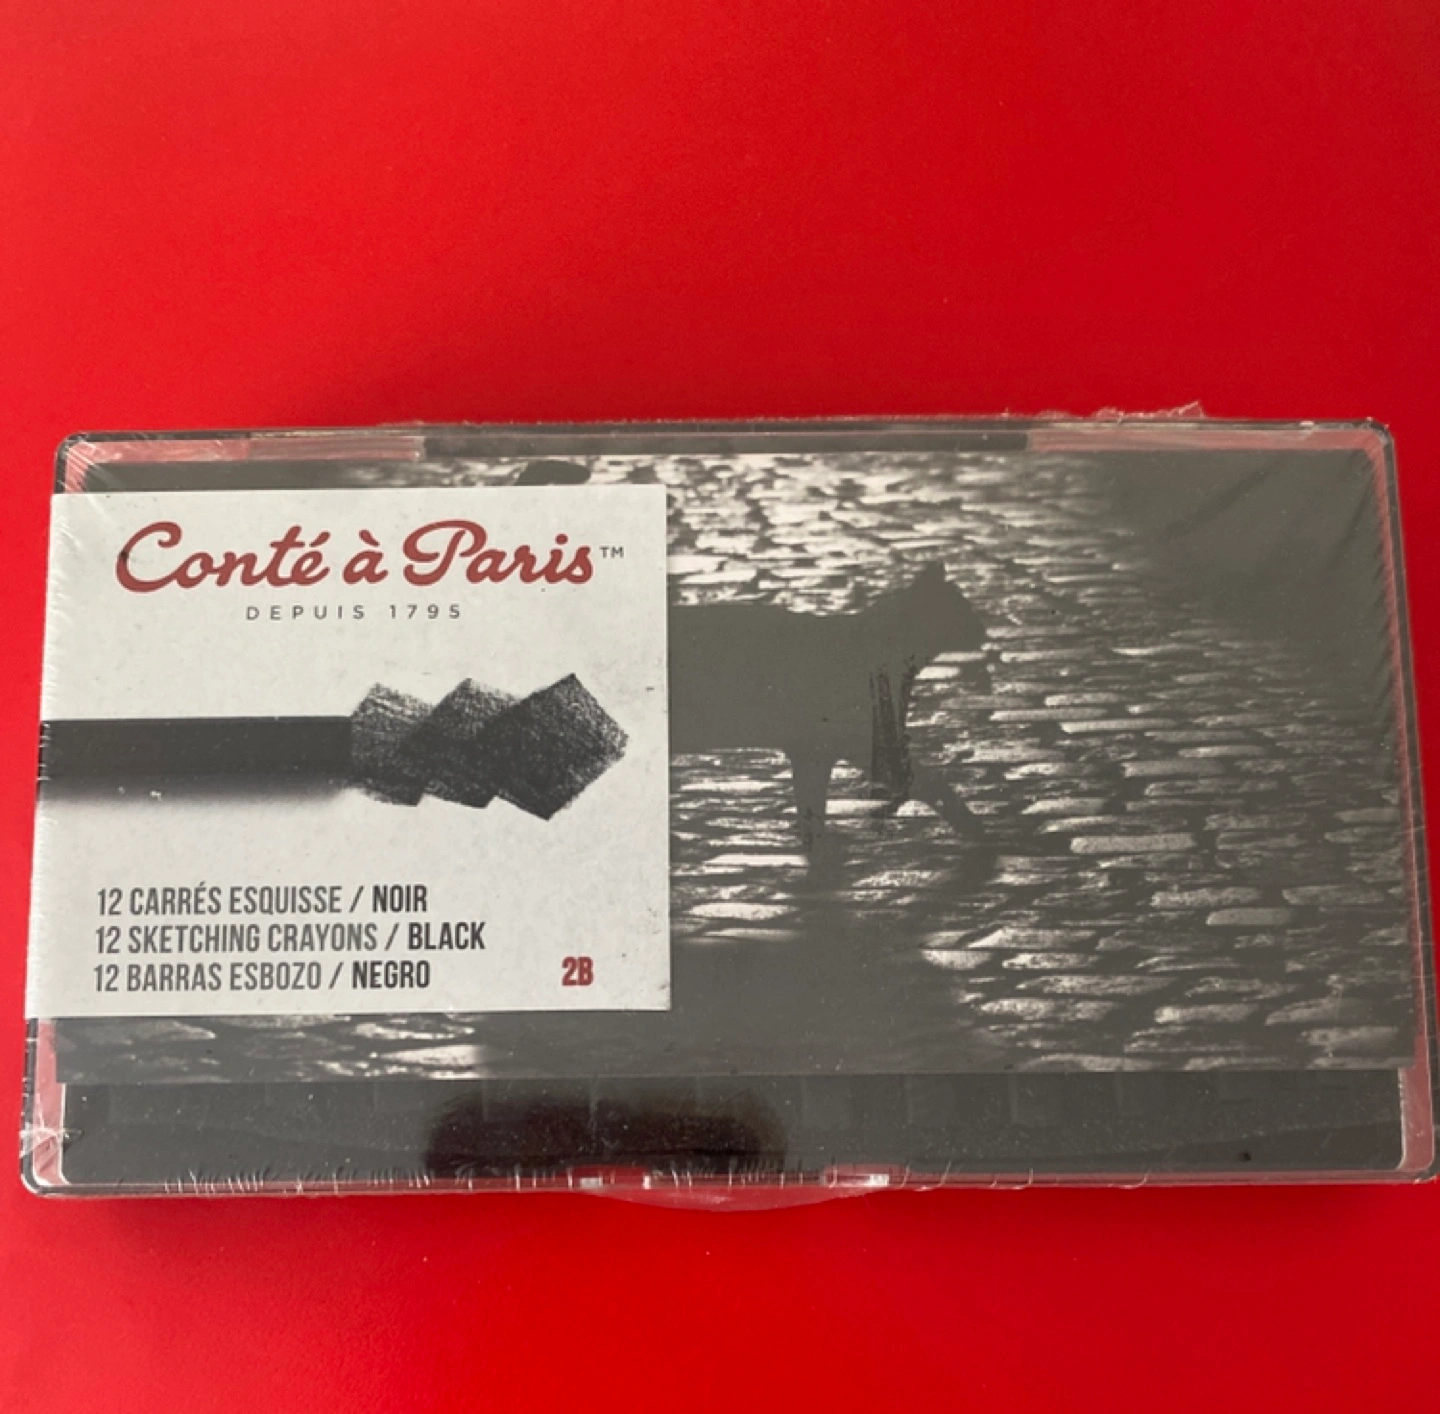 Conté à Paris™
DEPUIS 1795
12 CARRÉS ESQUISSE / NOIR
12 SKETCHING CRAYONS / BLACK
12 BARRAS ESBOZO / NEGRO
2B